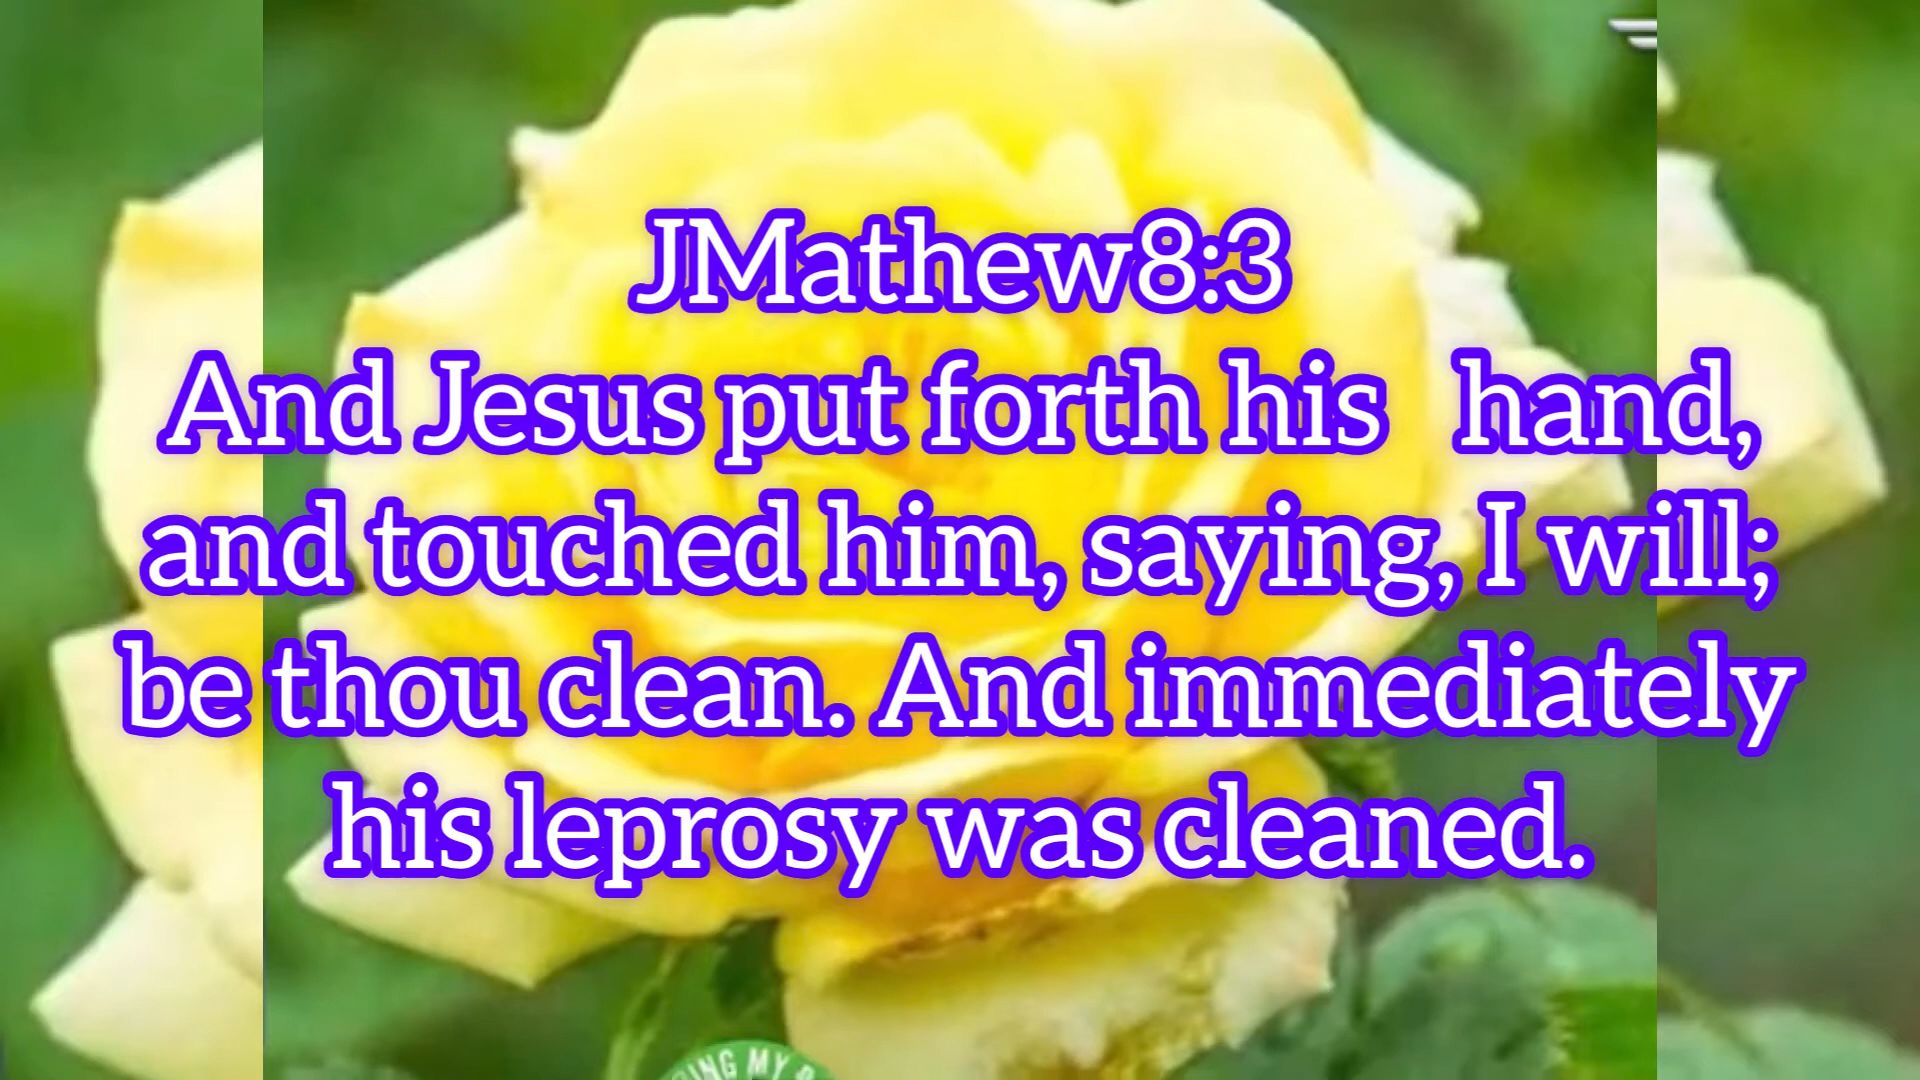 JMathew8:3
And Jesus put forth his   hand,
and touched him, saying, I will;
be thou clean. And immediately
his leprosy was cleaned.
MY